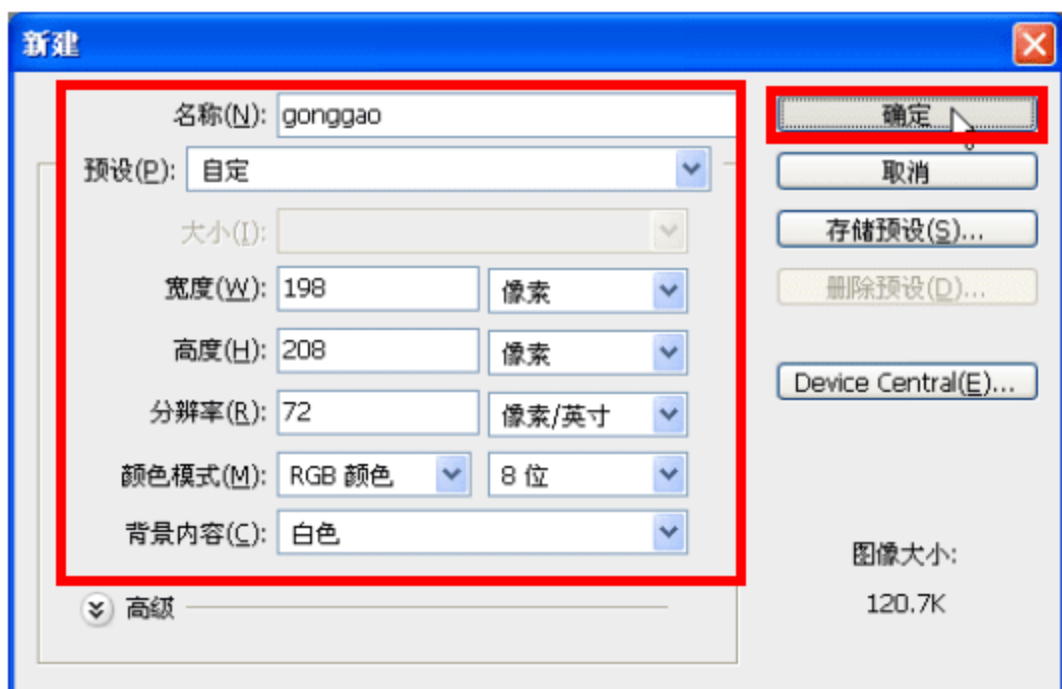 新建
名称(N): gonggao
确定
预设(P): 自定
取消
大小(I):
存储预设(S)...
宽度(W): 198 像素
删除预设(D)...
高度(H): 208 像素
Device Central(E)...
分辨率(R): 72 像素/英寸
颜色模式(M): RGB 颜色 8 位
背景内容(C): 白色
图像大小:
高级
120.7K